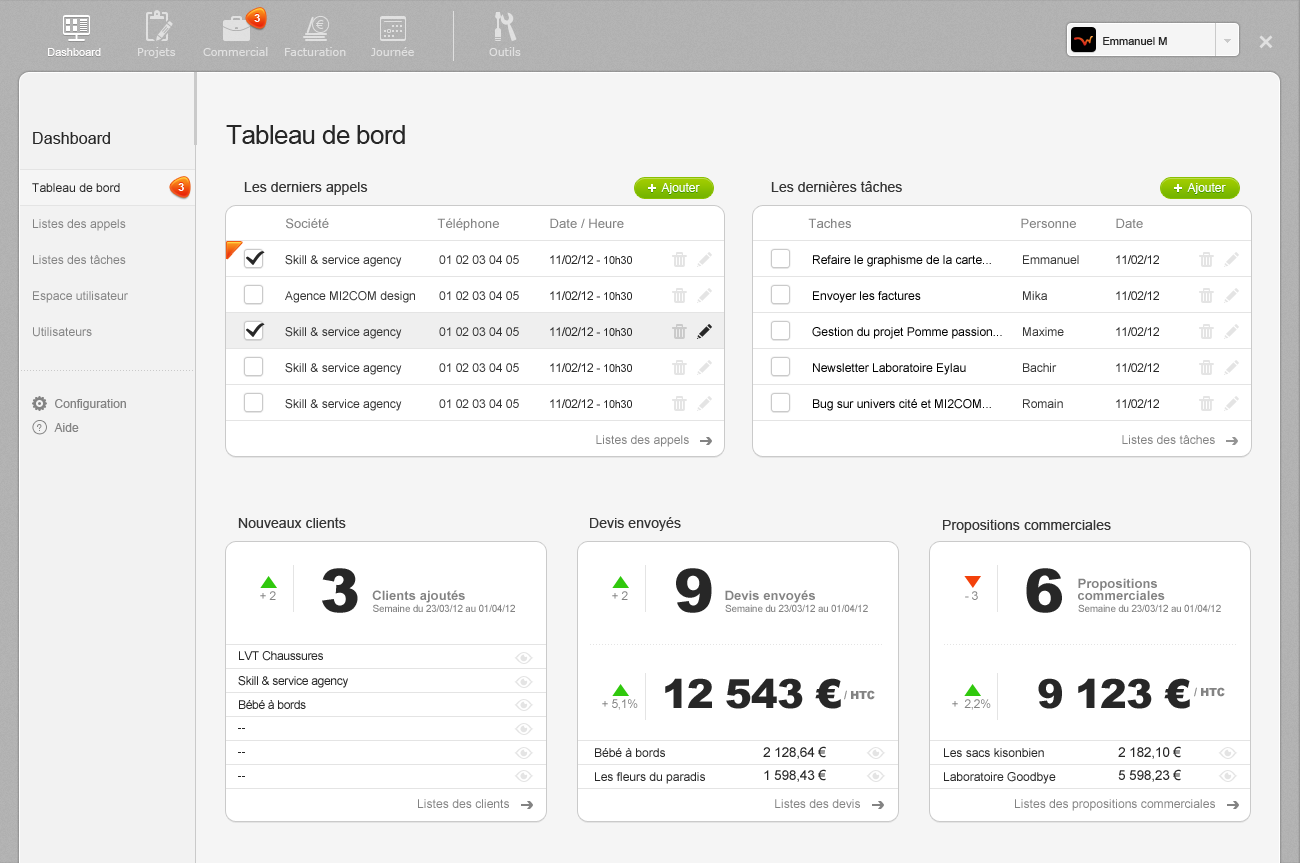 Dashboard
Projets
Commercial
3
Facturation
Journée
Outils
Emmanuel M
Dashboard
Tableau de bord
3
Listes des appels
Listes des tâches
Espace utilisateur
Utilisateurs
Configuration
? Aide
Tableau de bord
Les derniers appels
+ Ajouter
Société Téléphone Date / Heure
Skill & service agency 01 02 03 04 05 11/02/12 - 10h30
Agence MI2COM design 01 02 03 04 05 11/02/12 - 10h30
Skill & service agency 01 02 03 04 05 11/02/12 - 10h30
Skill & service agency 01 02 03 04 05 11/02/12 - 10h30
Skill & service agency 01 02 03 04 05 11/02/12 - 10h30
Listes des appels
Les dernières tâches
+ Ajouter
Taches Personne Date
Refaire le graphisme de la carte... Emmanuel 11/02/12
Envoyer les factures Mika 11/02/12
Gestion du projet Pomme passion... Maxime 11/02/12
Newsletter Laboratoire Eylau Bachir 11/02/12
Bug sur univers cité et MI2COM... Romain 11/02/12
Listes des tâches
Nouveaux clients
+ 2
3 Clients ajoutés
Semaine du 23/03/12 au 01/04/12
LVT Chaussures
Skill & service agency
Bébé à bords
--
--
--
Listes des clients
Devis envoyés
+ 2
9 Devis envoyés
Semaine du 23/03/12 au 01/04/12
+ 5,1%
12 543 € / HTC
Bébé à bords 2 128,64 €
Les fleurs du paradis 1 598,43 €
Listes des devis
Propositions commerciales
- 3
6 Propositions
commerciales
Semaine du 23/03/12 au 01/04/12
+ 2,2%
9 123 € / HTC
Les sacs kisonbien 2 182,10 €
Laboratoire Goodbye 5 598,23 €
Listes des propositions commerciales